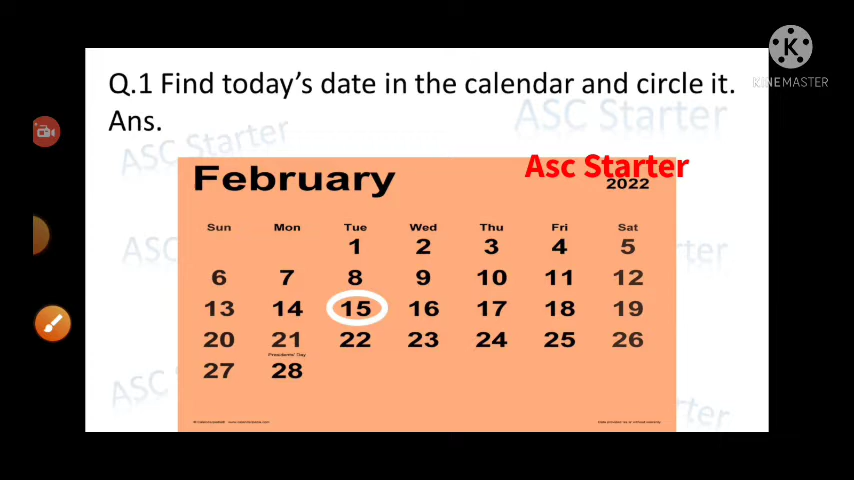 K
KINEMASTER
Q.1 Find today's date in the calendar and circle it.
Ans.
ASC Starter
ASC Starter
Asc Starter
February
2022
Sun Mon Tue Wed Thu Fri Sat
1 2 3 4 5
6 7 8 9 10 11 12
13 14 15 16 17 18 19
20 21 22 23 24 25 26
Presidents' Day
27 28